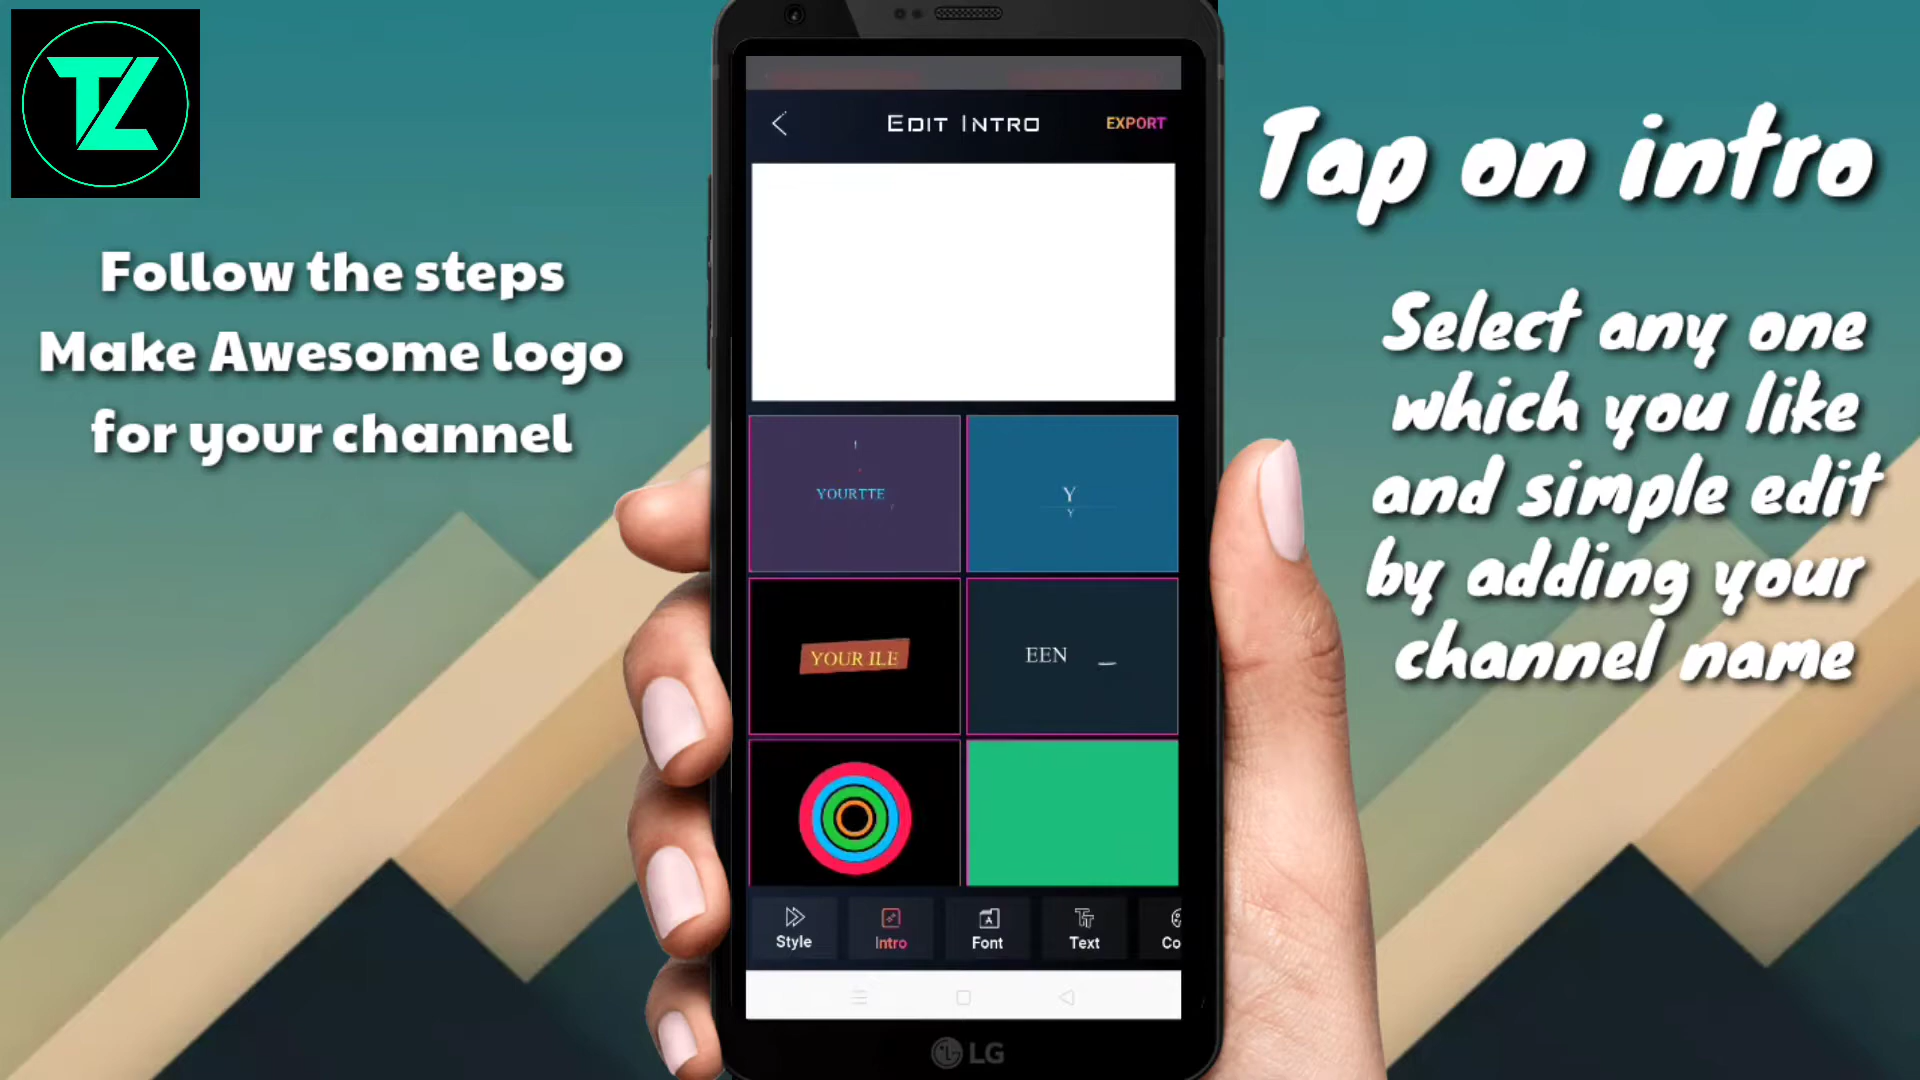 TZ
Follow the steps
Make Awesome logo
for your channel
EDIT INTRO
EXPORT
YOURTTE
Y
Y
YOUR ILE
EEN
Style
Intro
Font
Text
Co
LG
Tap on intro
Select any one
which you like
and simple edit
by adding your
channel name